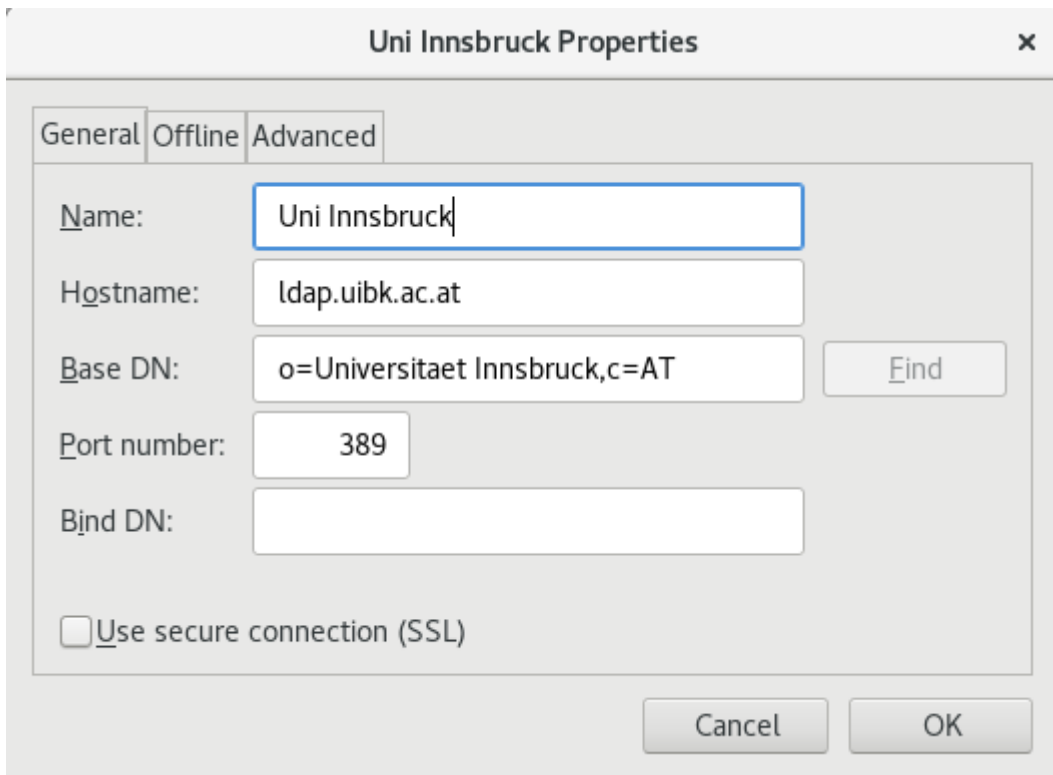 Uni Innsbruck Properties ×
General Offline Advanced
Name: Uni Innsbruck
Hostname: ldap.uibk.ac.at
Base DN: o=Universitaet Innsbruck,c=AT Find
Port number: 389
Bind DN:
Use secure connection (SSL)
Cancel OK